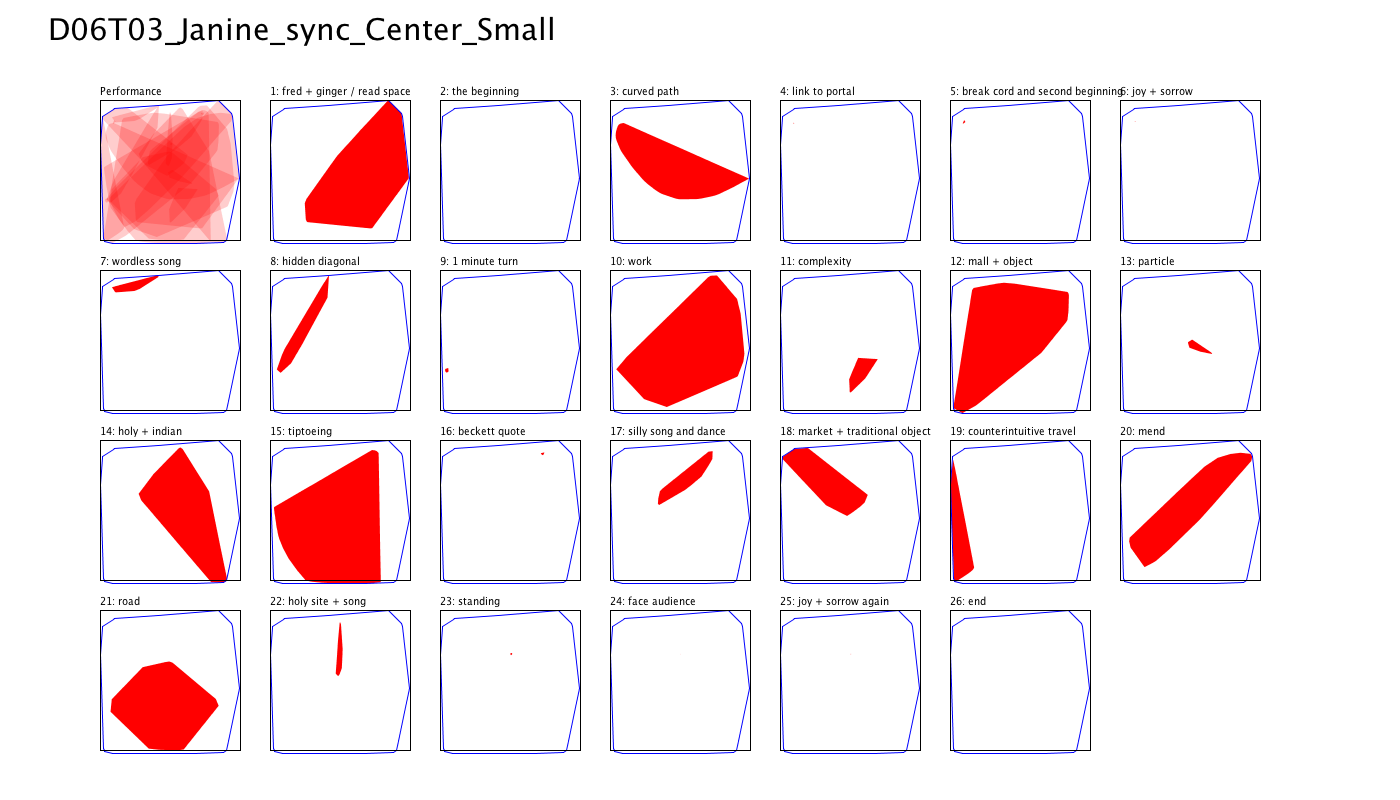 D06T03_Janine_sync_Center_Small
Performance
1: fred + ginger / read space
2: the beginning
3: curved path
4: link to portal
5: break cord and second beginning
6: joy + sorrow
7: wordless song
8: hidden diagonal
9: 1 minute turn
10: work
11: complexity
12: mall + object
13: particle
14: holy + indian
15: tiptoeing
16: beckett quote
17: silly song and dance
18: market + traditional object
19: counterintuitive travel
20: mend
21: road
22: holy site + song
23: standing
24: face audience
25: joy + sorrow again
26: end